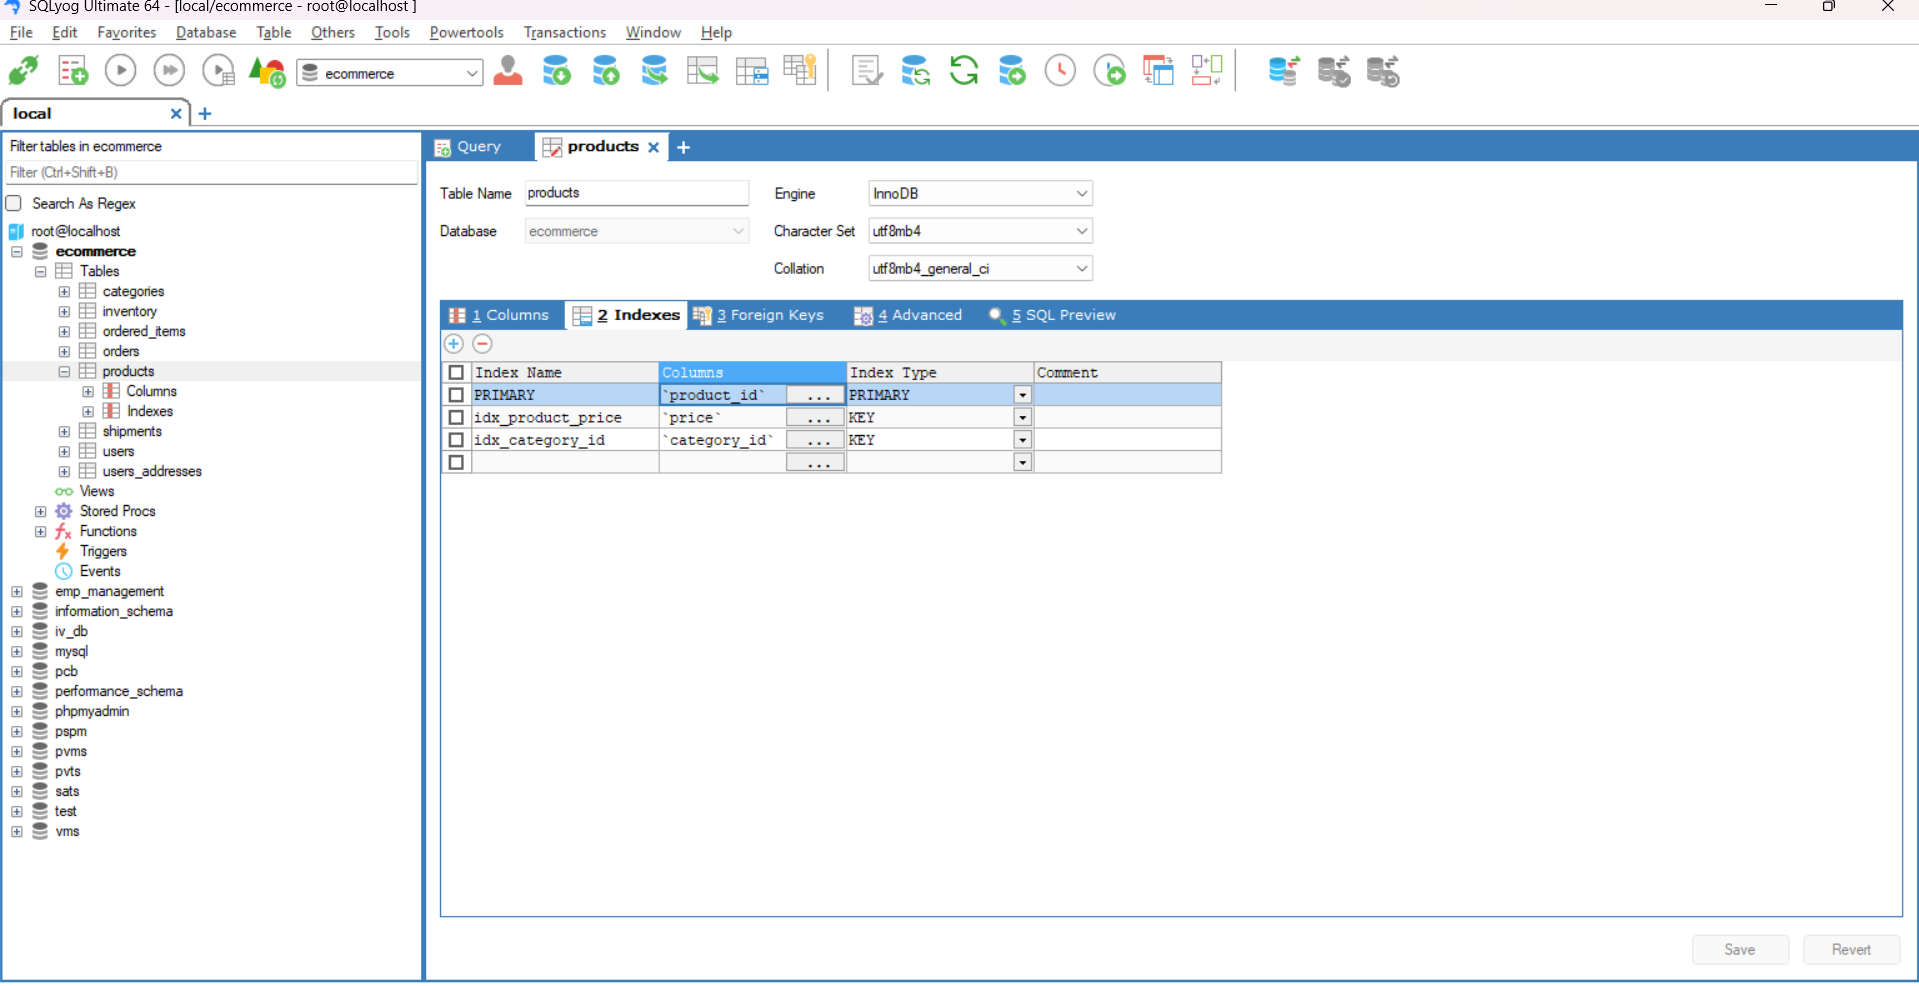 SQLyog Ultimate 64 - [local/ecommerce - root@localhost ]
File Edit Favorites Database Table Others Tools Powertools Transactions Window Help
ecommerce
local
Filter tables in ecommerce
Filter (Ctrl+Shift+B)
Search As Regex
root@localhost
ecommerce
Tables
categories
inventory
ordered_items
orders
products
Columns
Indexes
shipments
users
users_addresses
Views
Stored Procs
Functions
Triggers
Events
emp_management
information_schema
iv_db
mysql
pcb
performance_schema
phpmyadmin
pspm
pvms
pvts
sats
test
vms
Query products
Table Name products Engine InnoDB
Database ecommerce Character Set utf8mb4
Collation utf8mb4_general_ci
1 Columns 2 Indexes 3 Foreign Keys 4 Advanced 5 SQL Preview
Index Name Columns Index Type Comment
PRIMARY `product_id` ... PRIMARY
idx_product_price `price` ... KEY
idx_category_id `category_id` ... KEY
...
Save Revert